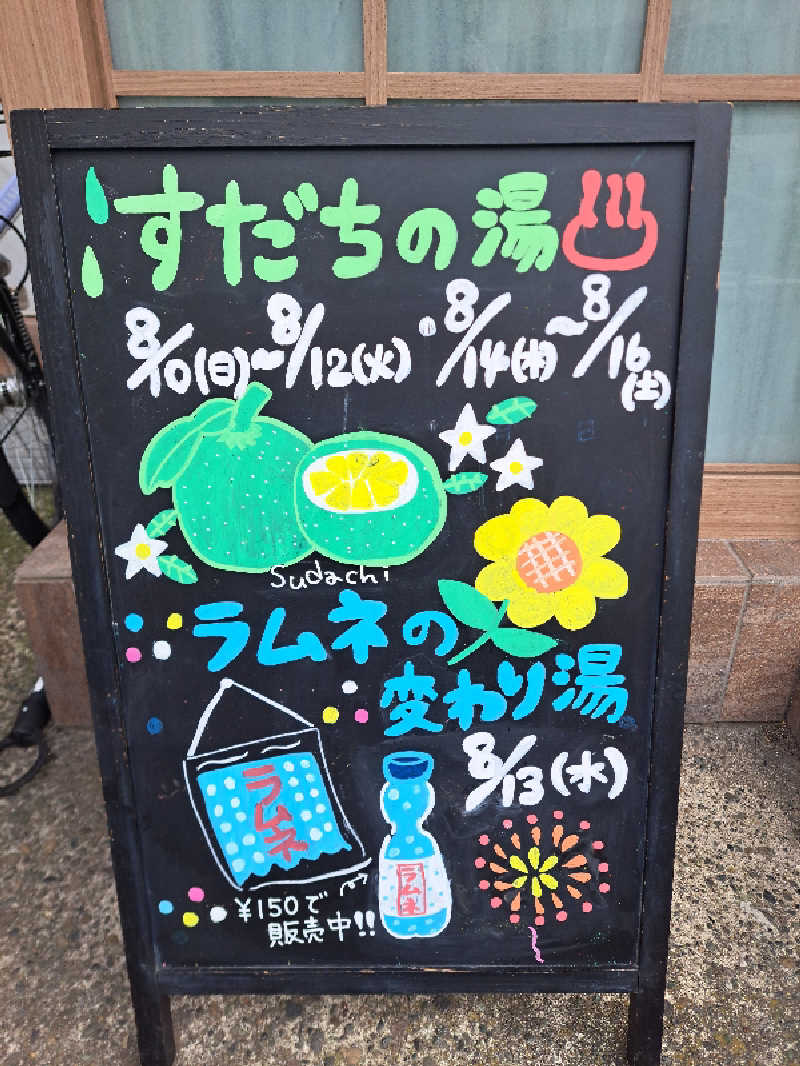 すだちの湯♨
8/10(日)~8/12(火)・8/14(木)~8/16(土)
Sudachi
ラムネの
変わり湯
8/13(水)
ラムネ
ラムネ
¥150で
販売中!!